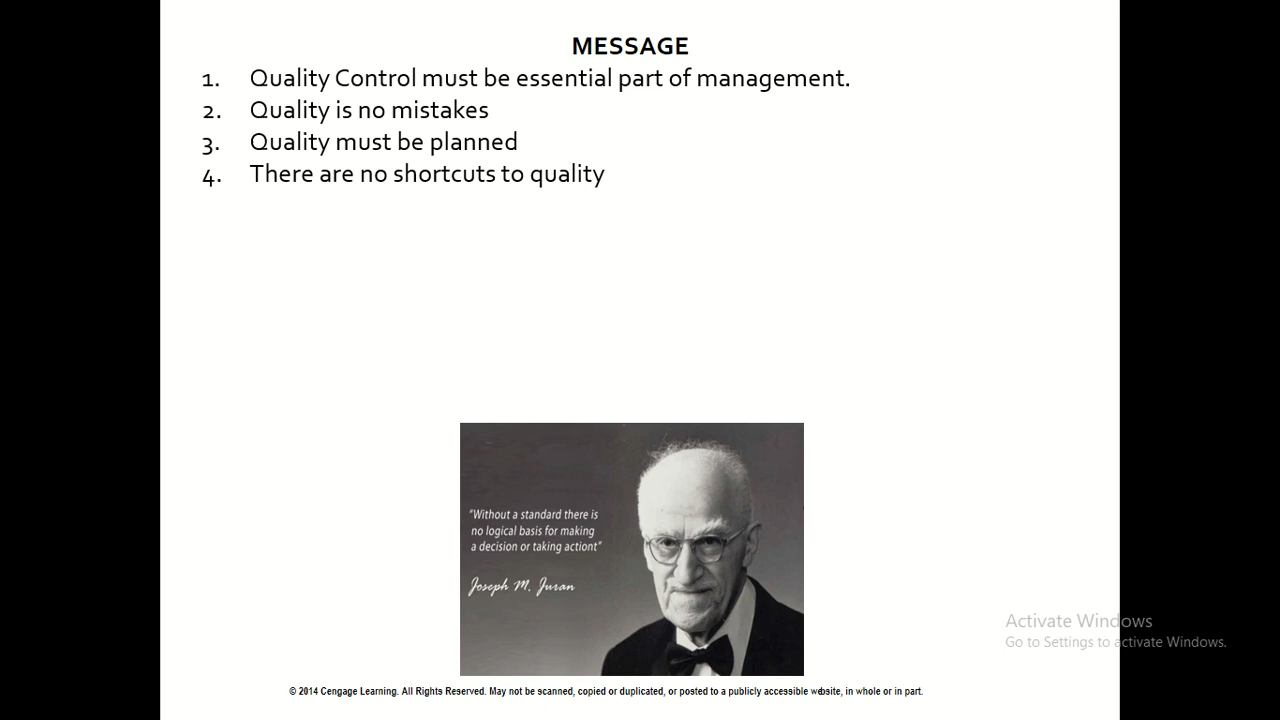 MESSAGE
1. Quality Control must be essential part of management.
2. Quality is no mistakes
3. Quality must be planned
4. There are no shortcuts to quality
"Without a standard there is
no logical basis for making
a decision or taking actiont"
Joseph M. Juran
Activate Windows
Go to Settings to activate Windows.
© 2014 Cengage Learning. All Rights Reserved. May not be scanned, copied or duplicated, or posted to a publicly accessible website, in whole or in part.